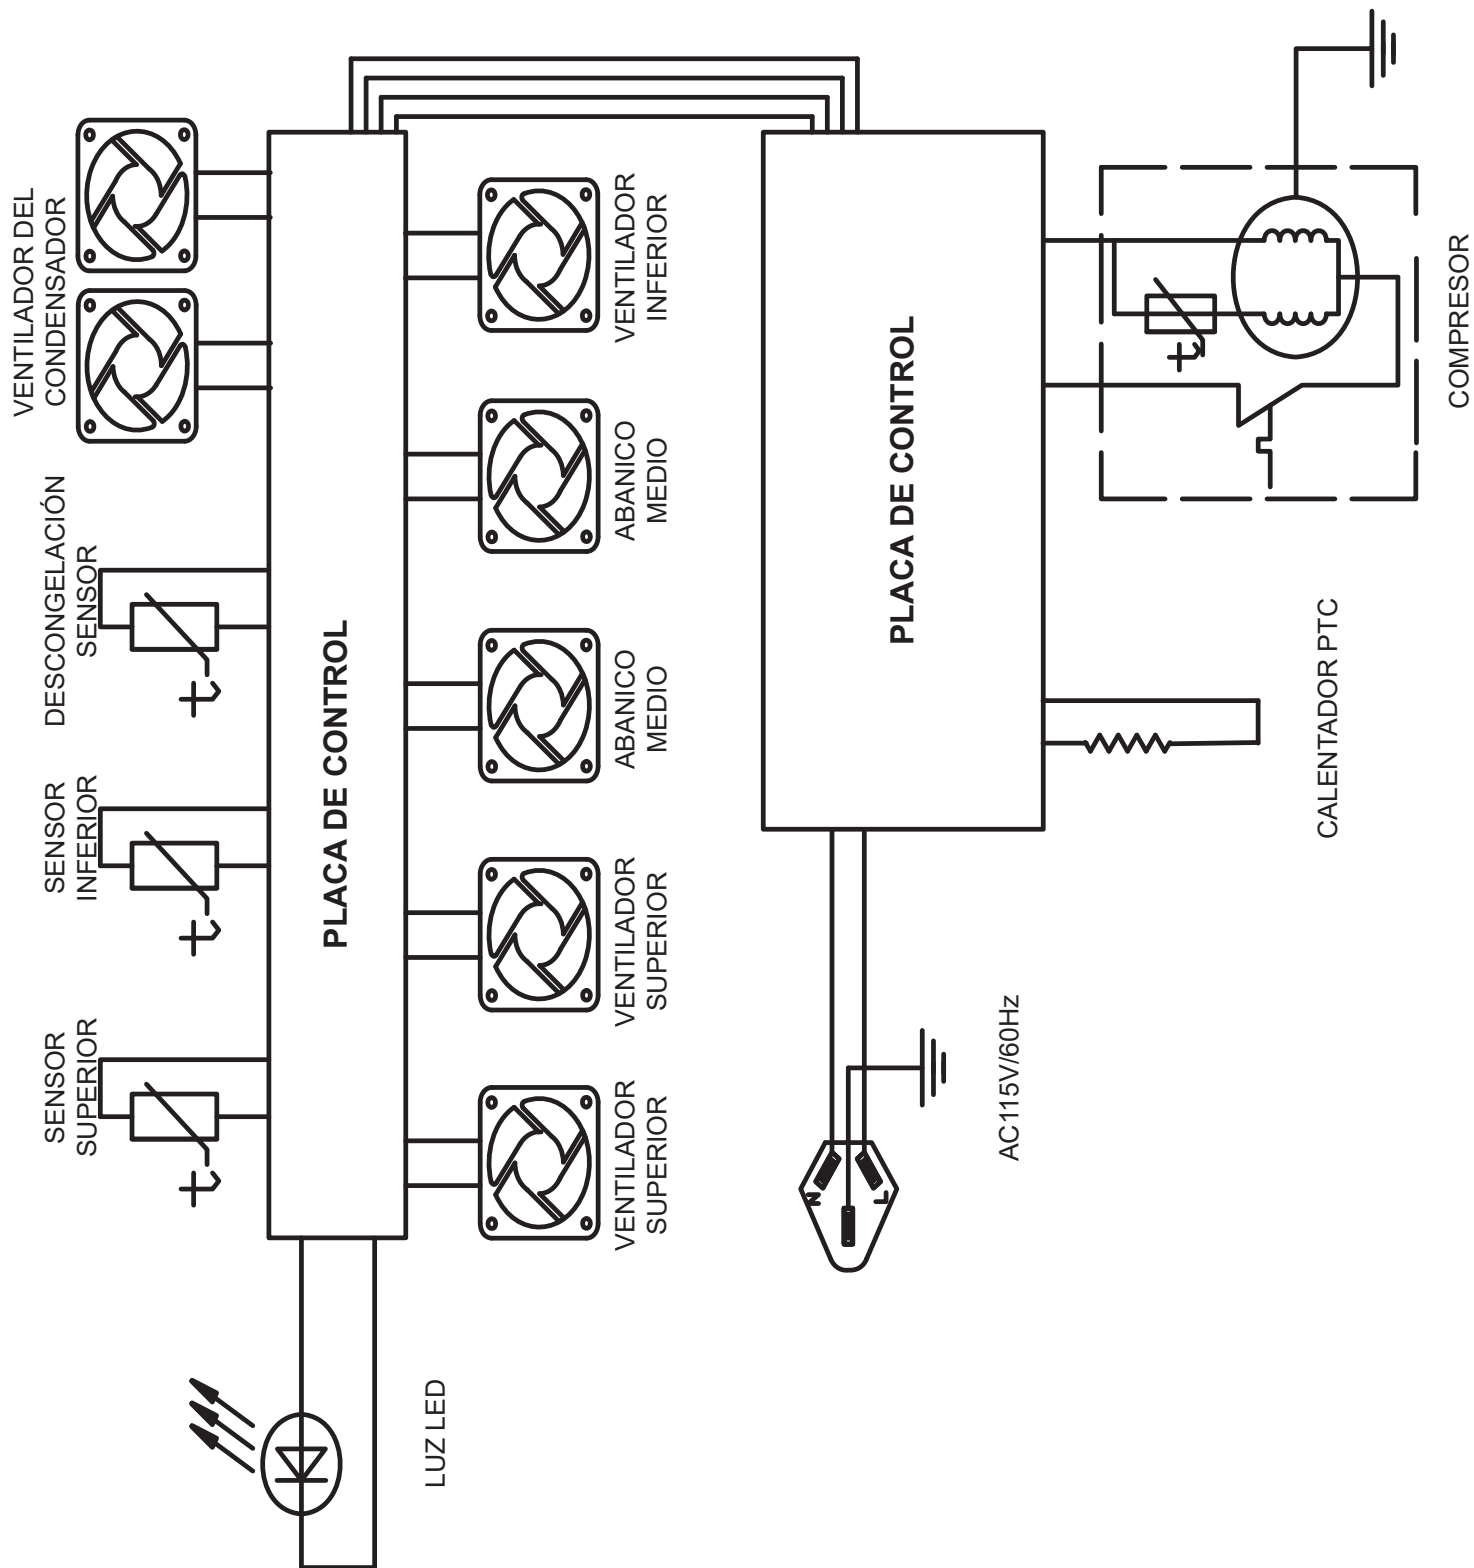 SENSOR
SUPERIOR
t
SENSOR
INFERIOR
t
DESCONGELACIÓN
SENSOR
t
VENTILADOR DEL
CONDENSADOR
PLACA DE CONTROL
LUZ LED
VENTILADOR
SUPERIOR
VENTILADOR
SUPERIOR
ABANICO
MEDIO
ABANICO
MEDIO
VENTILADOR
INFERIOR
N
L
PLACA DE CONTROL
AC115V/60Hz
t
CALENTADOR PTC
COMPRESOR